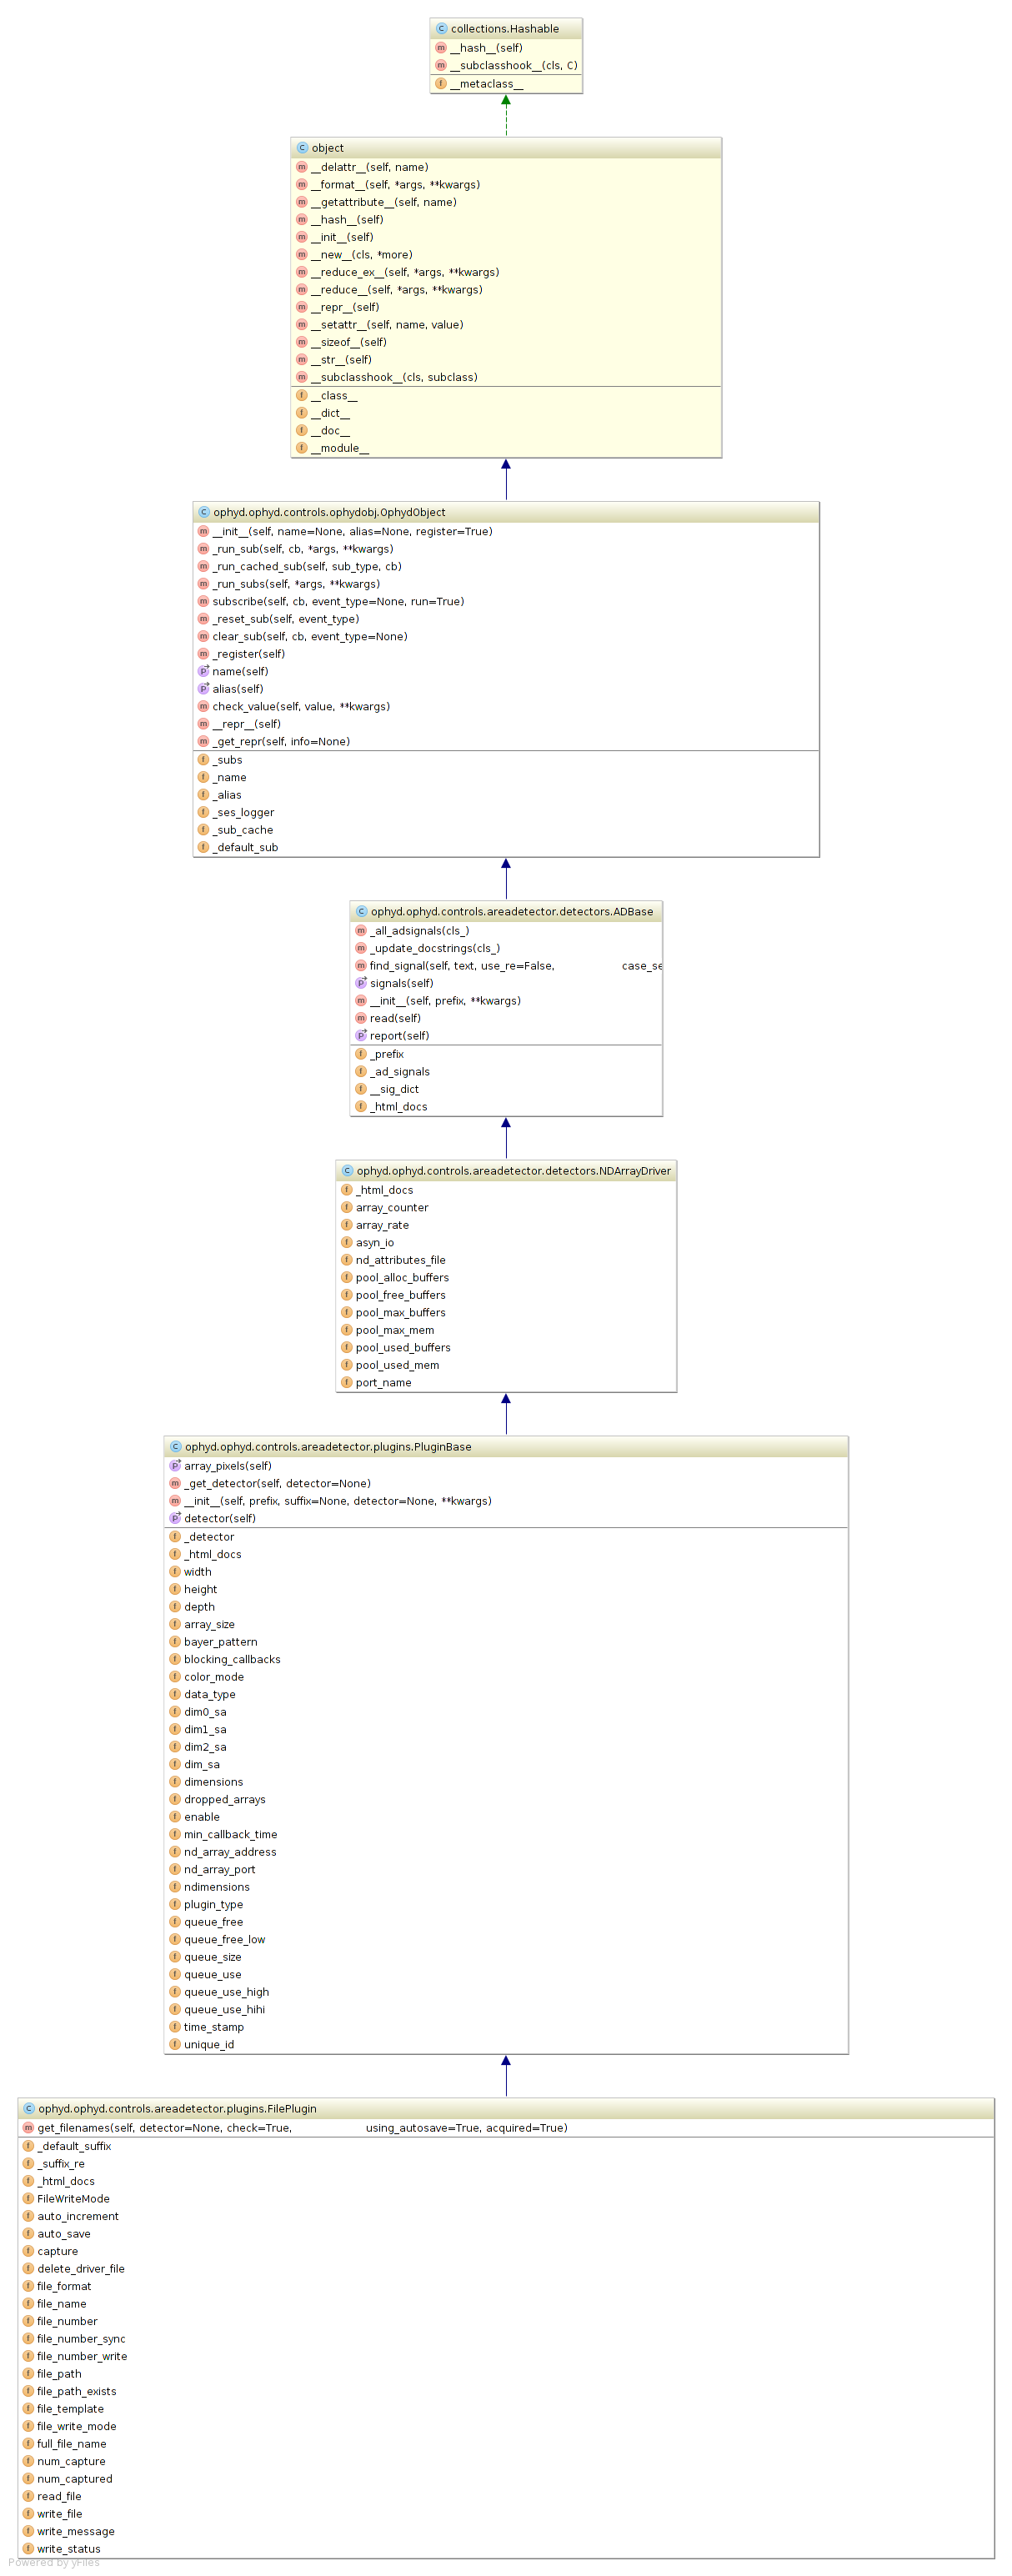 collections.Hashable
__hash__(self)
__subclasshook__(cls, C)
__metaclass__
object
__delattr__(self, name)
__format__(self, *args, **kwargs)
__getattribute__(self, name)
__hash__(self)
__init__(self)
__new__(cls, *more)
__reduce_ex__(self, *args, **kwargs)
__reduce__(self, *args, **kwargs)
__repr__(self)
__setattr__(self, name, value)
__sizeof__(self)
__str__(self)
__subclasshook__(cls, subclass)
__class__
__dict__
__doc__
__module__
ophyd.ophyd.controls.ophydobj.OphydObject
__init__(self, name=None, alias=None, register=True)
_run_sub(self, cb, *args, **kwargs)
_run_cached_sub(self, sub_type, cb)
_run_subs(self, *args, **kwargs)
subscribe(self, cb, event_type=None, run=True)
_reset_sub(self, event_type)
clear_sub(self, cb, event_type=None)
_register(self)
name(self)
alias(self)
check_value(self, value, **kwargs)
__repr__(self)
_get_repr(self, info=None)
_subs
_name
_alias
_ses_logger
_sub_cache
_default_sub
ophyd.ophyd.controls.areadetector.detectors.ADBase
_all_adsignals(cls_)
_update_docstrings(cls_)
find_signal(self, text, use_re=False, case_se
signals(self)
__init__(self, prefix, **kwargs)
read(self)
report(self)
_prefix
_ad_signals
__sig_dict
_html_docs
ophyd.ophyd.controls.areadetector.detectors.NDArrayDriver
_html_docs
array_counter
array_rate
asyn_io
nd_attributes_file
pool_alloc_buffers
pool_free_buffers
pool_max_buffers
pool_max_mem
pool_used_buffers
pool_used_mem
port_name
ophyd.ophyd.controls.areadetector.plugins.PluginBase
array_pixels(self)
_get_detector(self, detector=None)
__init__(self, prefix, suffix=None, detector=None, **kwargs)
detector(self)
_detector
_html_docs
width
height
depth
array_size
bayer_pattern
blocking_callbacks
color_mode
data_type
dim0_sa
dim1_sa
dim2_sa
dim_sa
dimensions
dropped_arrays
enable
min_callback_time
nd_array_address
nd_array_port
ndimensions
plugin_type
queue_free
queue_free_low
queue_size
queue_use
queue_use_high
queue_use_hihi
time_stamp
unique_id
ophyd.ophyd.controls.areadetector.plugins.FilePlugin
get_filenames(self, detector=None, check=True, using_autosave=True, acquired=True)
_default_suffix
_suffix_re
_html_docs
FileWriteMode
auto_increment
auto_save
capture
delete_driver_file
file_format
file_name
file_number
file_number_sync
file_number_write
file_path
file_path_exists
file_template
file_write_mode
full_file_name
num_capture
num_captured
read_file
write_file
write_message
write_status
Powered by yFiles